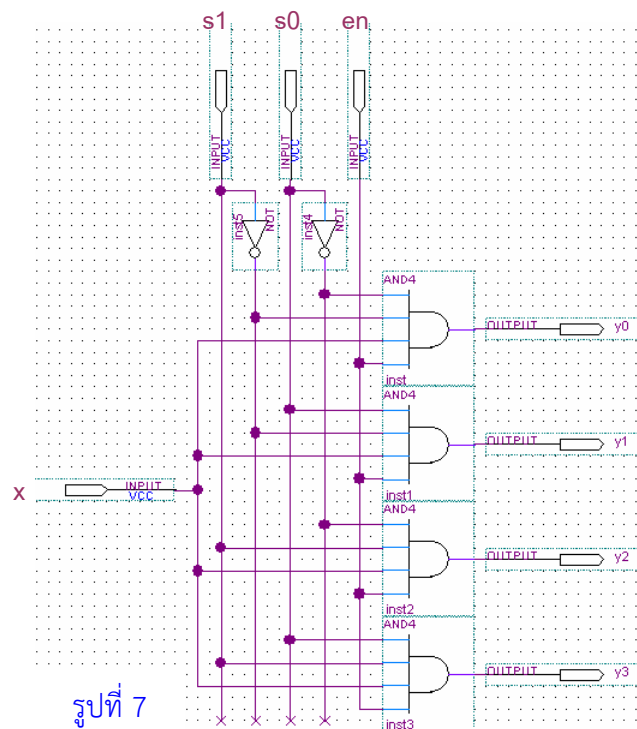 s1 s0 en
INPUT
VCC
INPUT
VCC
INPUT
VCC
inst5
NOT
inst4
NOT
AND4
OUTPUT y0
inst
AND4
OUTPUT y1
inst1
x INPUT
VCC
AND4
OUTPUT y2
inst2
AND4
OUTPUT y3
inst3
รูปที่ 7